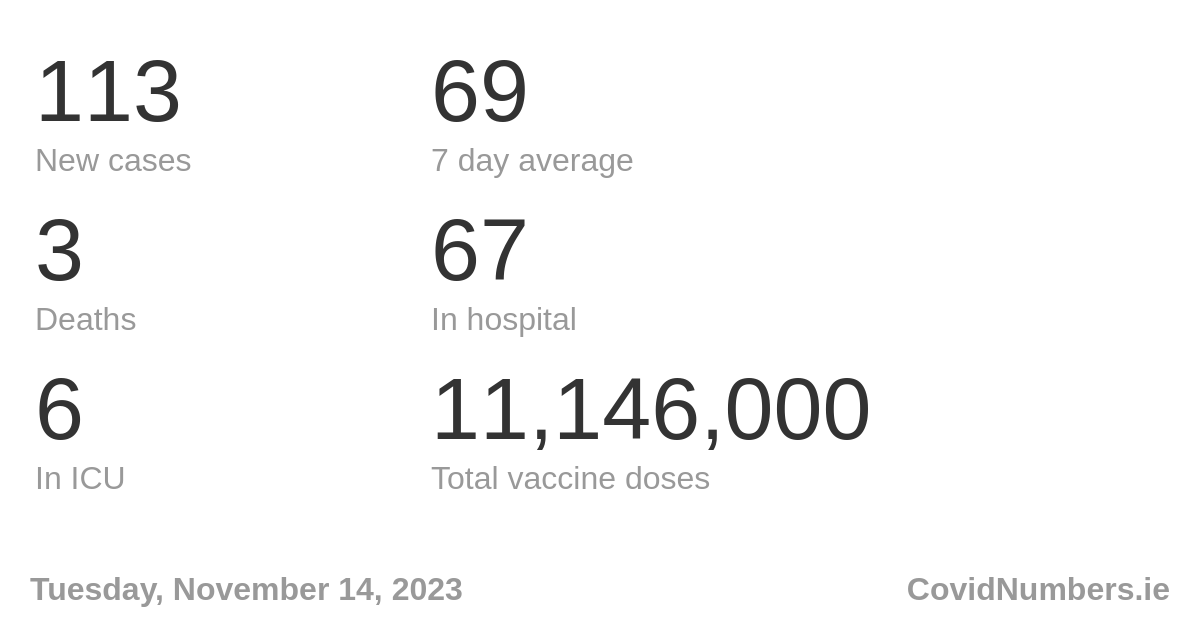 113
69
New cases
7 day average
3
67
Deaths
In hospital
6
11,146,000
In ICU
Total vaccine doses
Tuesday, November 14, 2023
CovidNumbers.ie